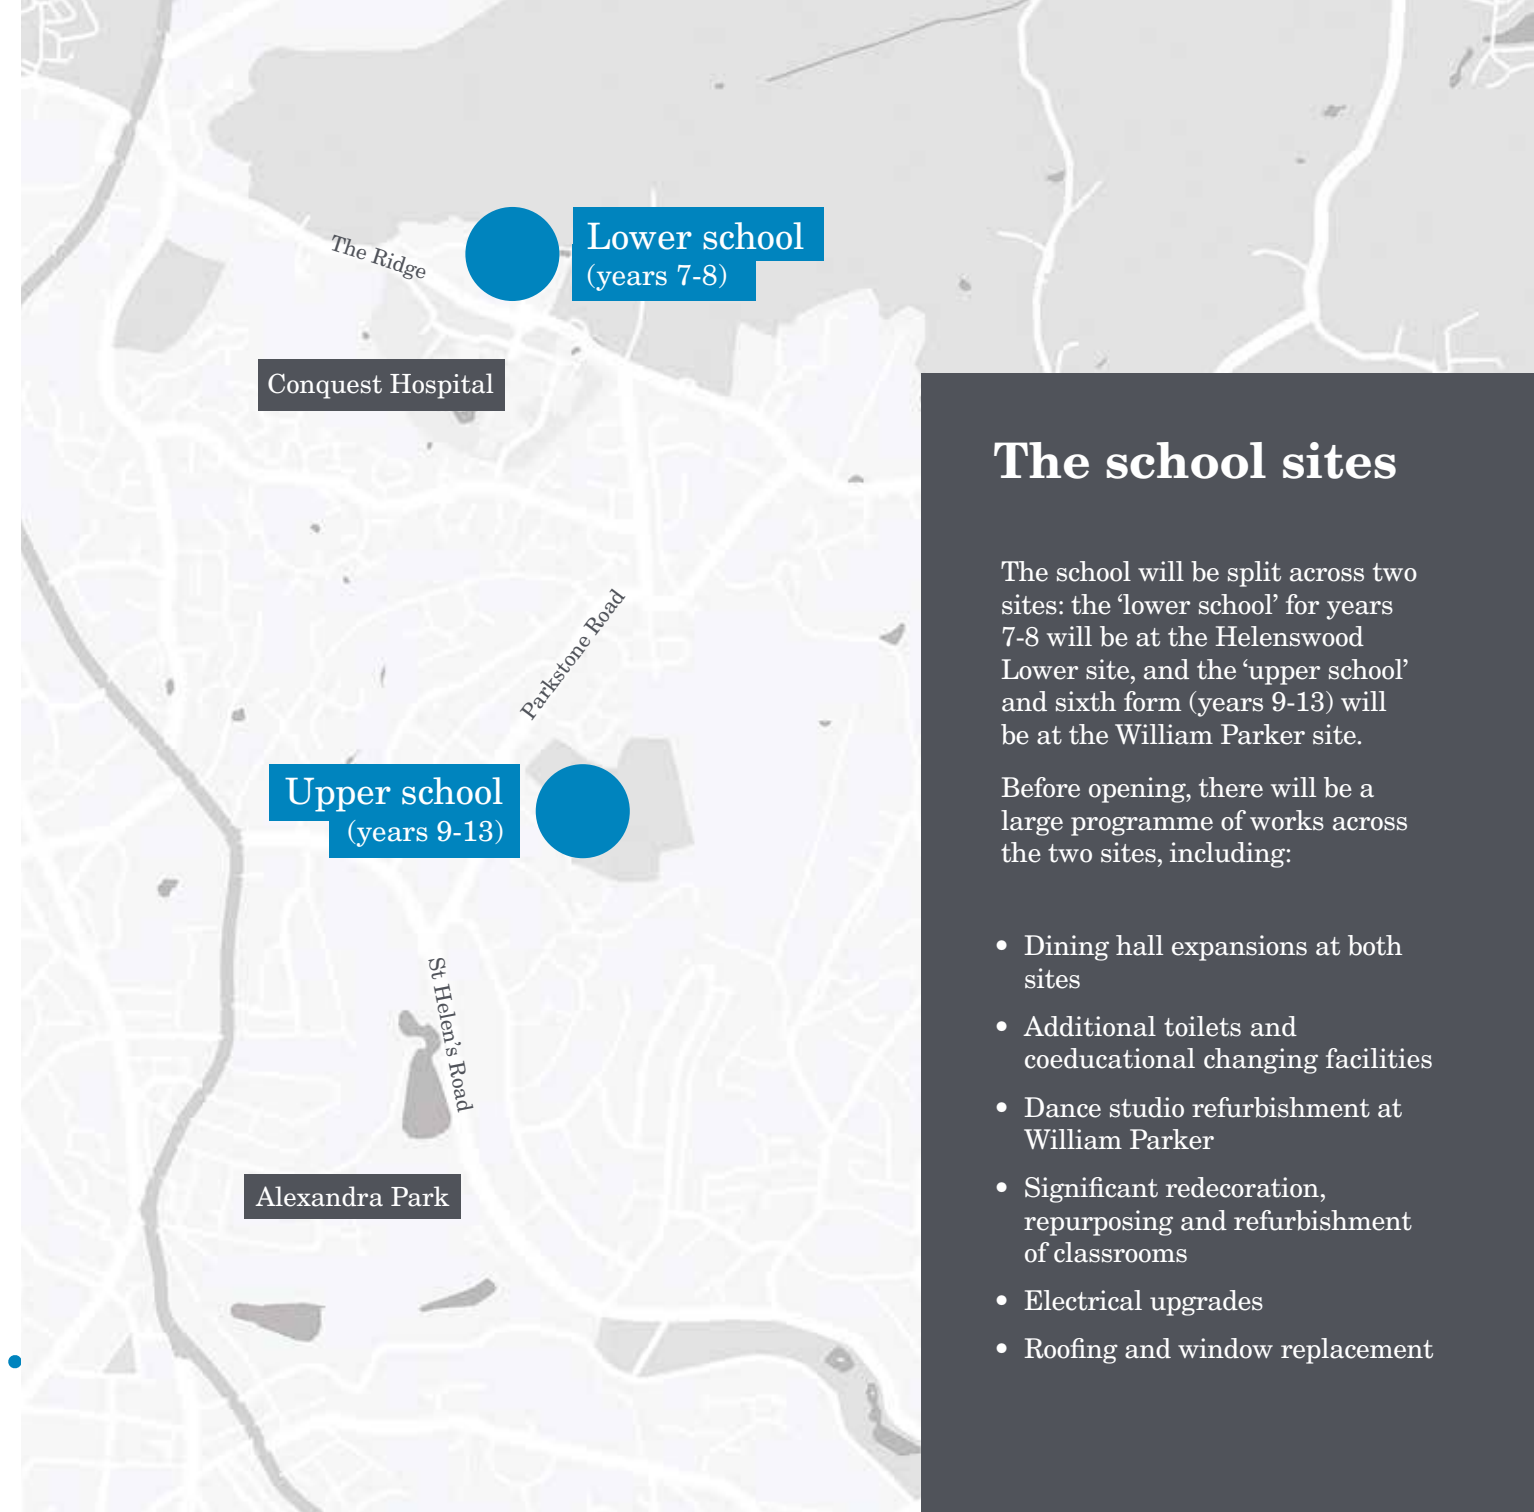 The Ridge
Lower school
(years 7-8)
Conquest Hospital
Parkstone Road
Upper school
(years 9-13)
St Helen's Road
Alexandra Park
The school sites
The school will be split across two
sites: the ‘lower school’ for years
7-8 will be at the Helenswood
Lower site, and the ‘upper school’
and sixth form (years 9-13) will
be at the William Parker site.
Before opening, there will be a
large programme of works across
the two sites, including:
• Dining hall expansions at both
sites
• Additional toilets and
coeducational changing facilities
• Dance studio refurbishment at
William Parker
• Significant redecoration,
repurposing and refurbishment
of classrooms
• Electrical upgrades
• Roofing and window replacement